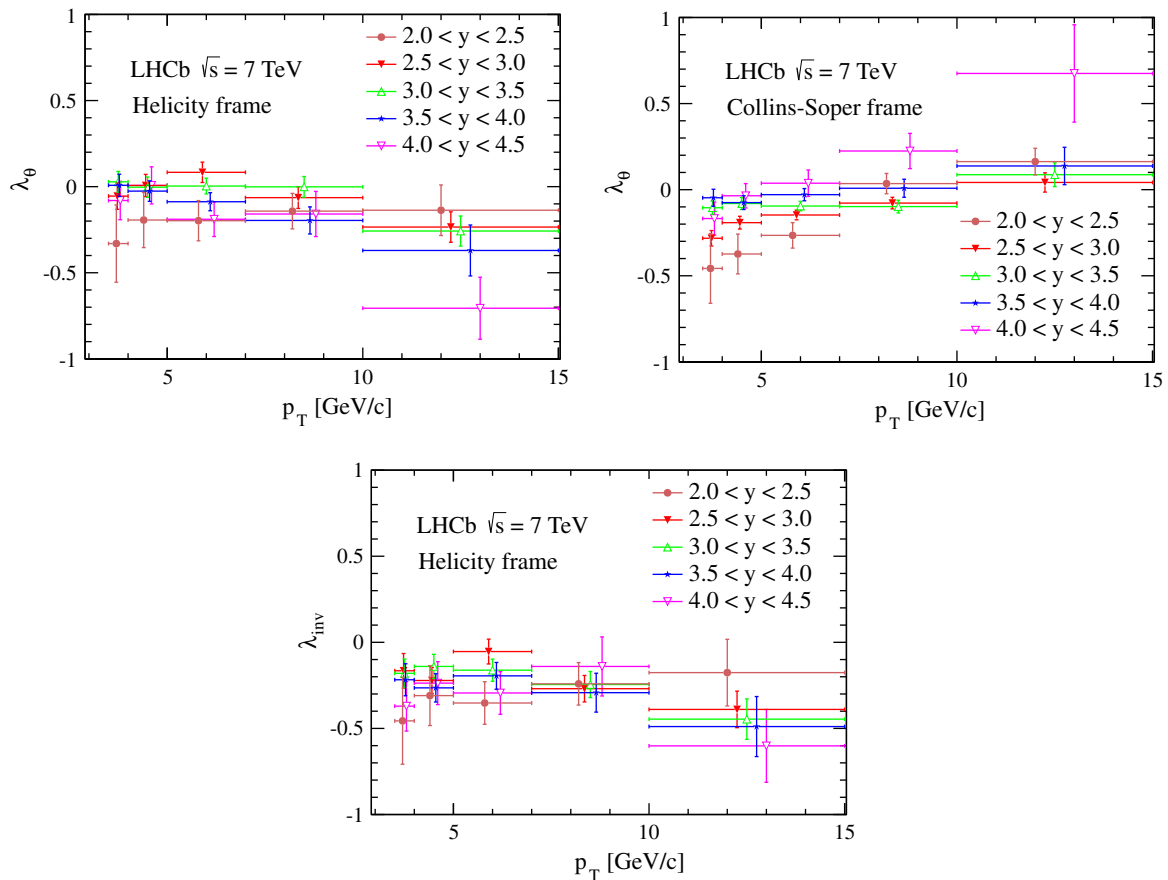 1
0.5
0
-0.5
-1
λθ
LHCb √s = 7 TeV
Helicity frame
2.0 < y < 2.5
2.5 < y < 3.0
3.0 < y < 3.5
3.5 < y < 4.0
4.0 < y < 4.5
5 10 15
p_T [GeV/c]
1
0.5
0
-0.5
-1
λθ
LHCb √s = 7 TeV
Collins-Soper frame
2.0 < y < 2.5
2.5 < y < 3.0
3.0 < y < 3.5
3.5 < y < 4.0
4.0 < y < 4.5
5 10 15
p_T [GeV/c]
1
0.5
0
-0.5
-1
λinv
LHCb √s = 7 TeV
Helicity frame
2.0 < y < 2.5
2.5 < y < 3.0
3.0 < y < 3.5
3.5 < y < 4.0
4.0 < y < 4.5
5 10 15
p_T [GeV/c]